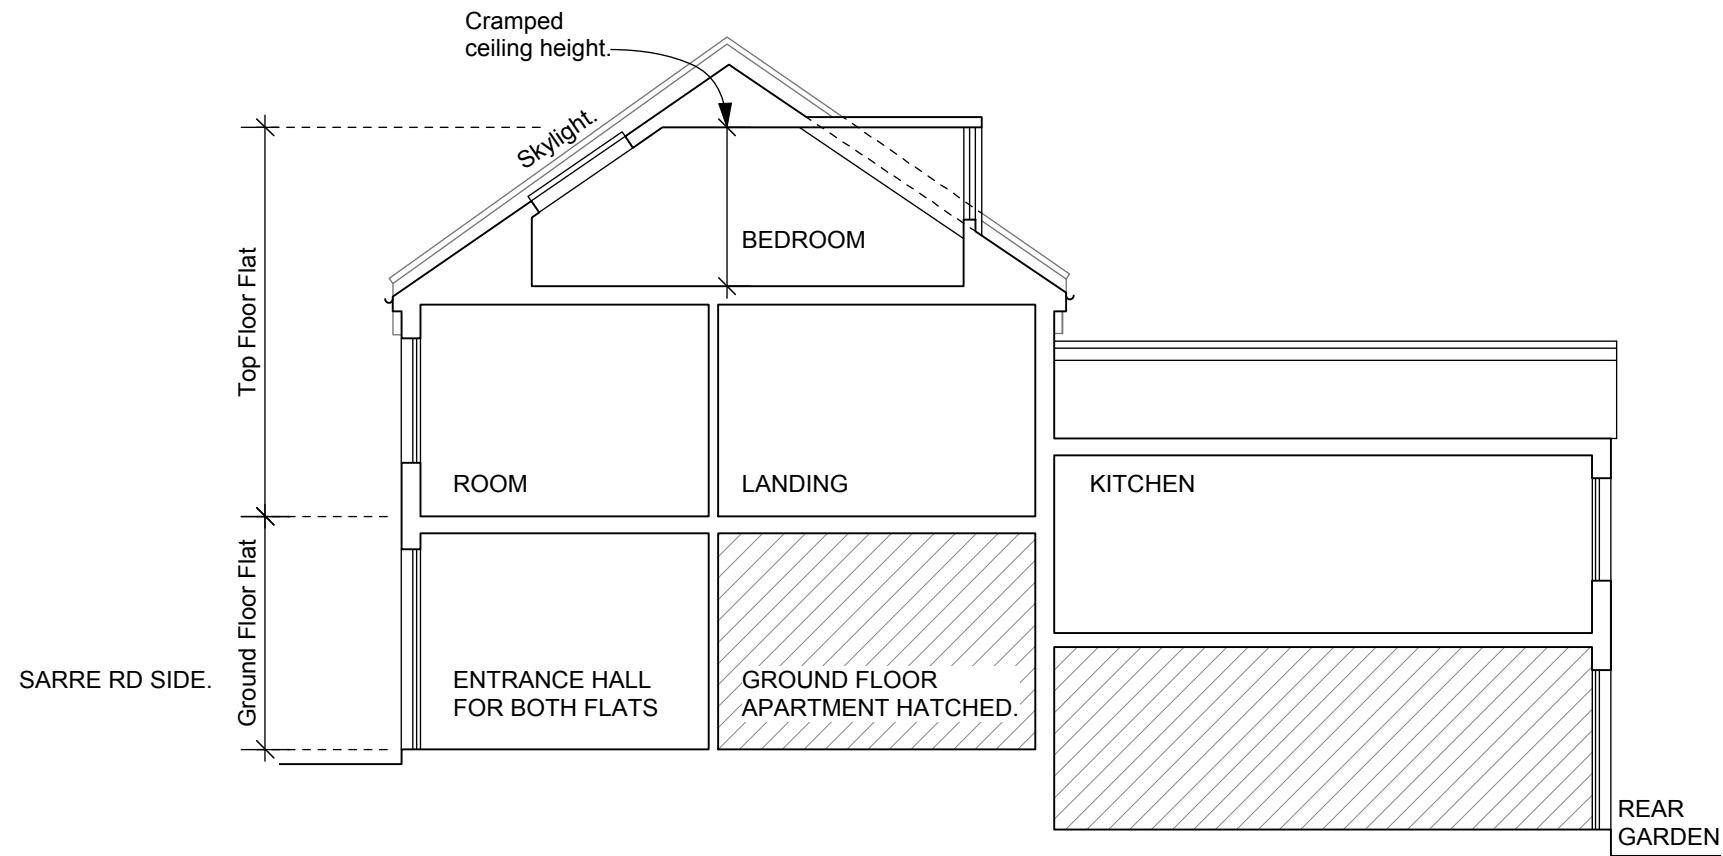 Cramped
ceiling height.
Skylight.
BEDROOM
Top Floor Flat
ROOM
LANDING
KITCHEN
Ground Floor Flat
SARRE RD SIDE.
ENTRANCE HALL
FOR BOTH FLATS
GROUND FLOOR
APARTMENT HATCHED.
REAR
GARDEN